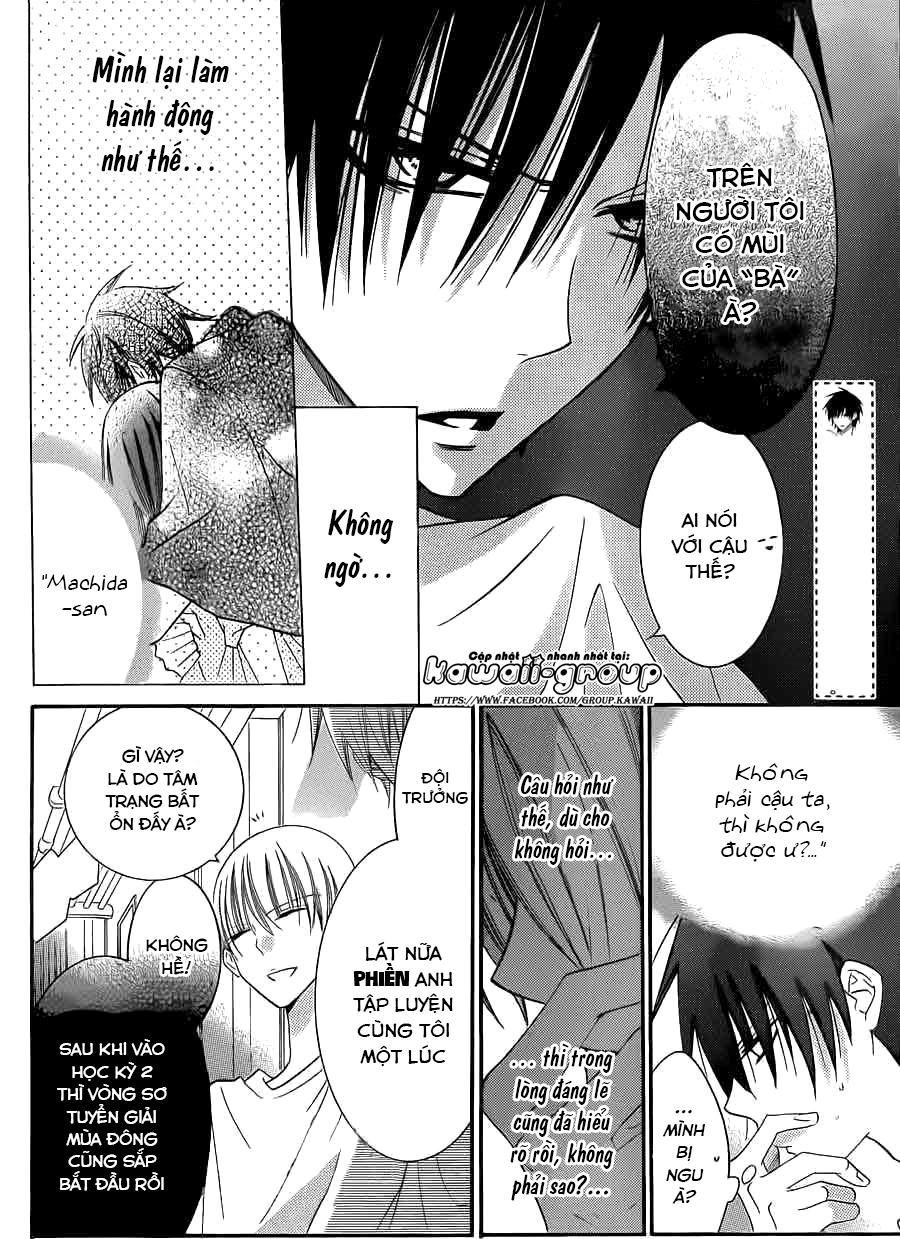 Mình lại làm
hành động
như thế...
TRÊN
NGƯỜI TÔI
CÓ MÙI
CỦA "BÀ"
À?
AI NÓI
VỚI CẬU
THẾ?
Không
ngờ...
"Machida
-san
Cập nhật nhanh nhất tại:
kawaii-group
HTTPS://WWW.FACEBOOK.COM/GROUP.KAWAII
GÌ VẬY?
LÀ DO TÂM
TRẠNG BẤT
ỔN ĐẤY À?
KHÔNG
HỀ!
SAU KHI VÀO
HỌC KỲ 2
THÌ VÒNG SƠ
TUYỂN GIẢI
MÙA ĐÔNG
CŨNG SẮP
BẮT ĐẦU RỒI
ĐỘI
TRƯỞNG
LÁT NỮA
PHIỀN ANH
TẬP LUYỆN
CÙNG TÔI
MỘT LÚC
Câu hỏi như
thế, dù cho
không hỏi...
... thì trong
lòng đáng lẽ
cũng đã hiểu
rõ rồi, không
phải sao?...
Không
phải cậu ta,
thì không
được ư?..."
...
MÌNH
BỊ
NGU
À?